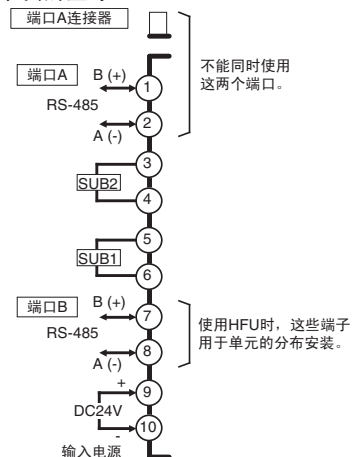 端口A连接器
不能同时使用
这两个端口。
端口A
B (+)
1
RS-485
2
A (-)
3
SUB2
4
5
SUB1
6
端口B
B (+)
7
RS-485
使用HFU时，这些端子
用于单元的分布安装。
8
A (-)
+
9
DC24V
-
10
输入电源